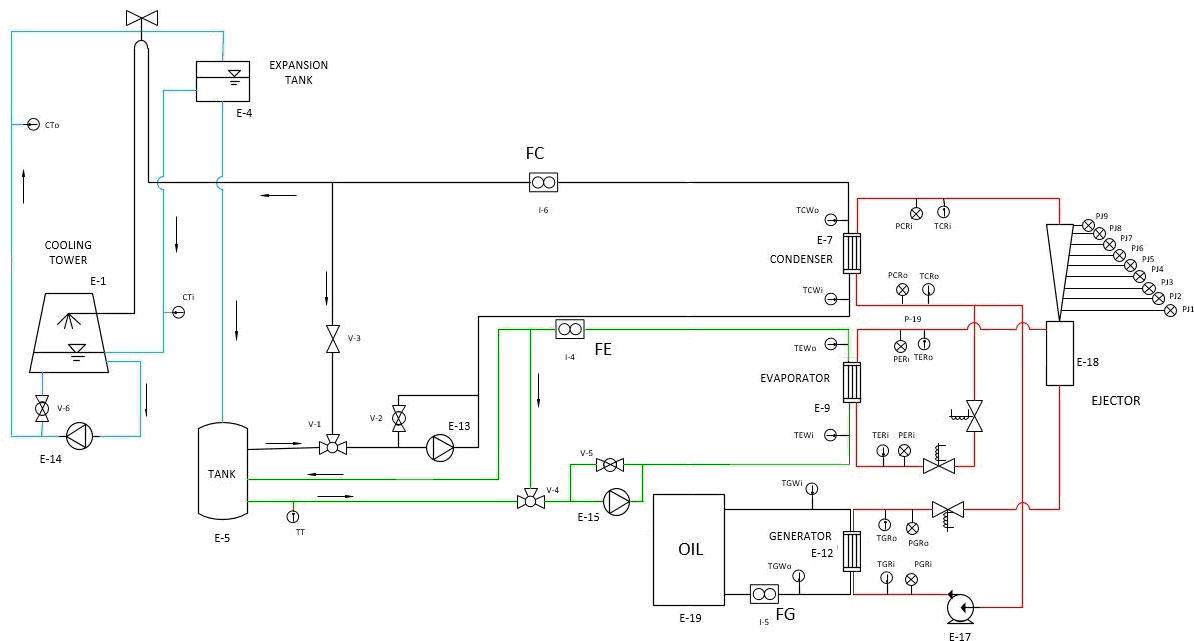 EXPANSION
TANK
E-4
CTo
FC
I-6
TCWo
PCRi
TCRi
PJ9
PJ8
PJ7
PJ6
PJ5
PJ4
PJ3
PJ2
PJ1
COOLING
TOWER
E-1
E-7
CONDENSER
PCRo
TCRo
CTi
TCWi
P-19
V-3
I-4
FE
TEWo
PERi
TERo
E-18
EJECTOR
EVAPORATOR
E-9
V-6
V-1
V-2
E-13
TEWi
TERi
PERi
E-14
TANK
V-5
V-4
E-15
TT
E-5
TGWi
OIL
GENERATOR
E-12
TGRo
PGRo
TGWo
TGRi
PGRi
E-19
I-5
FG
E-17